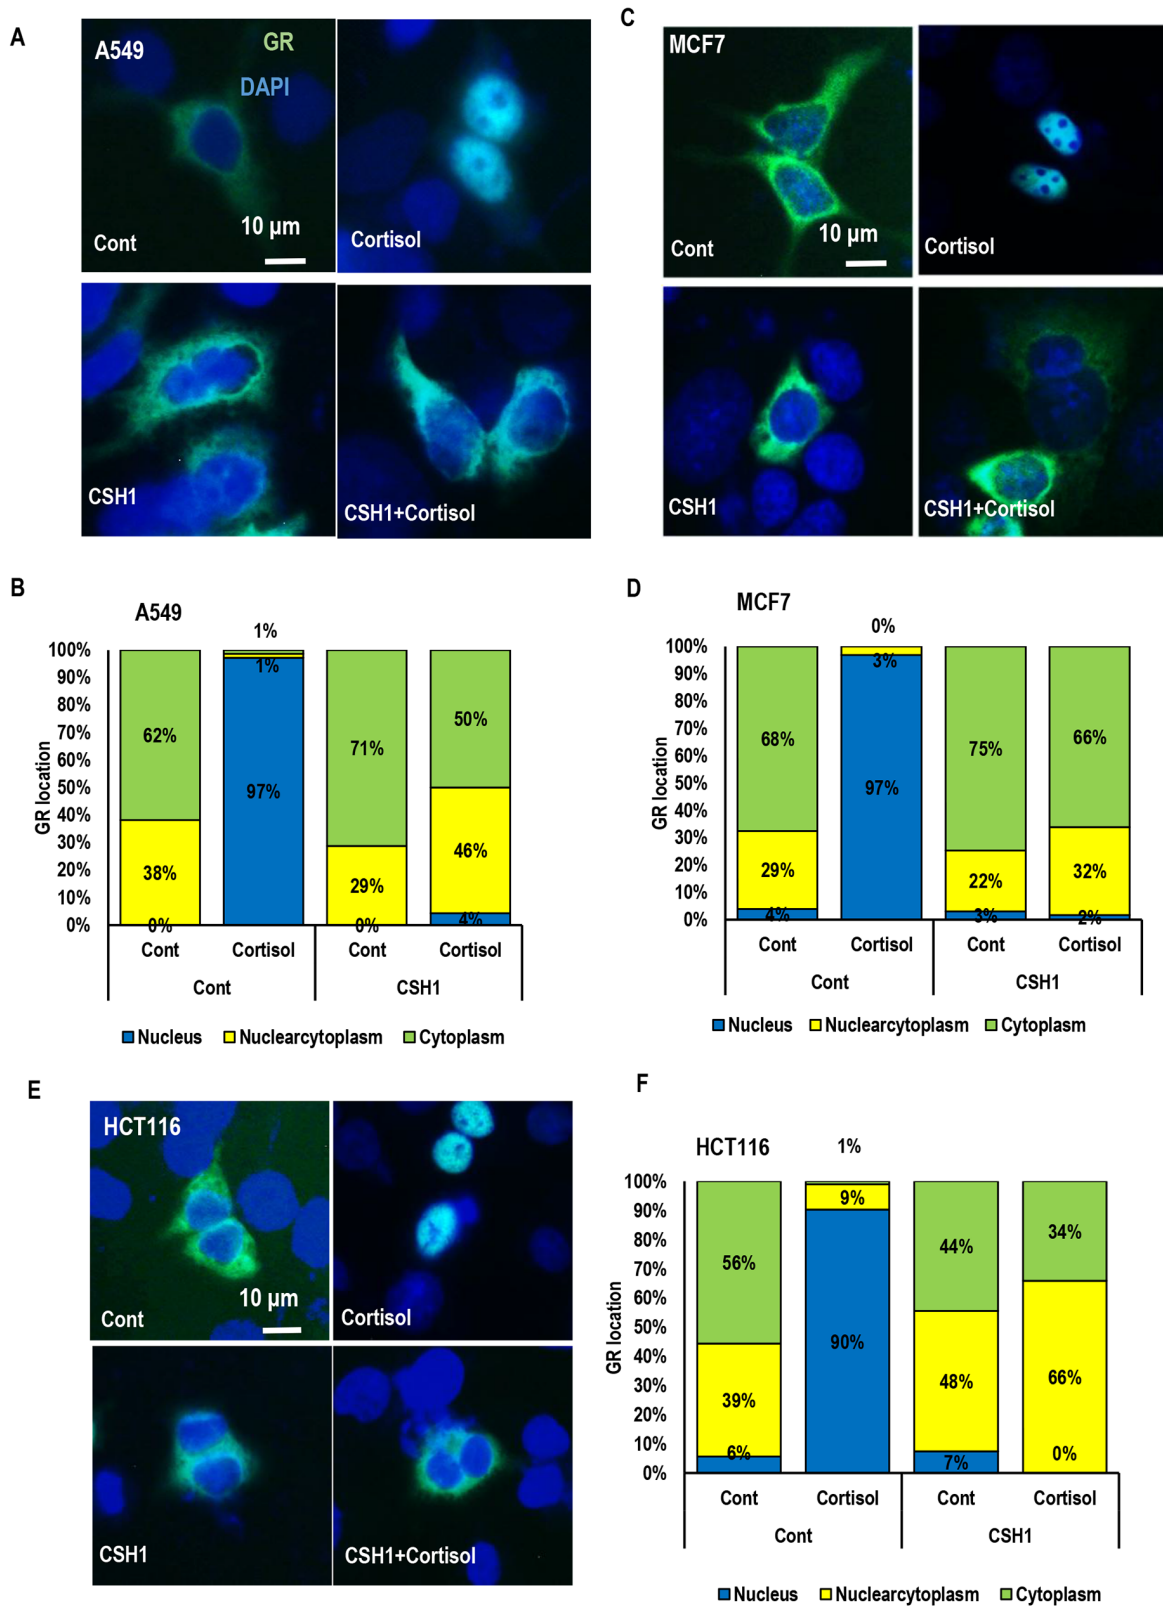 A
A549
GR
DAPI
10 µm
Cont
Cortisol
CSH1
CSH1+Cortisol
C
MCF7
10 µm
Cont
Cortisol
CSH1
CSH1+Cortisol
B
A549
GR location
100%
90%
80%
70%
60%
50%
40%
30%
20%
10%
0%
62%
38%
0%
1%
1%
97%
71%
29%
0%
50%
46%
4%
Cont Cortisol Cont Cortisol
Cont CSH1
Nucleus Nuclearcytoplasm Cytoplasm
D
MCF7
GR location
100%
90%
80%
70%
60%
50%
40%
30%
20%
10%
0%
68%
29%
4%
0%
3%
97%
75%
22%
3%
66%
32%
2%
Cont Cortisol Cont Cortisol
Cont CSH1
Nucleus Nuclearcytoplasm Cytoplasm
E
HCT116
10 µm
Cont
Cortisol
CSH1
CSH1+Cortisol
F
HCT116
GR location
100%
90%
80%
70%
60%
50%
40%
30%
20%
10%
0%
56%
39%
6%
1%
9%
90%
44%
48%
7%
34%
66%
0%
Cont Cortisol Cont Cortisol
Cont CSH1
Nucleus Nuclearcytoplasm Cytoplasm